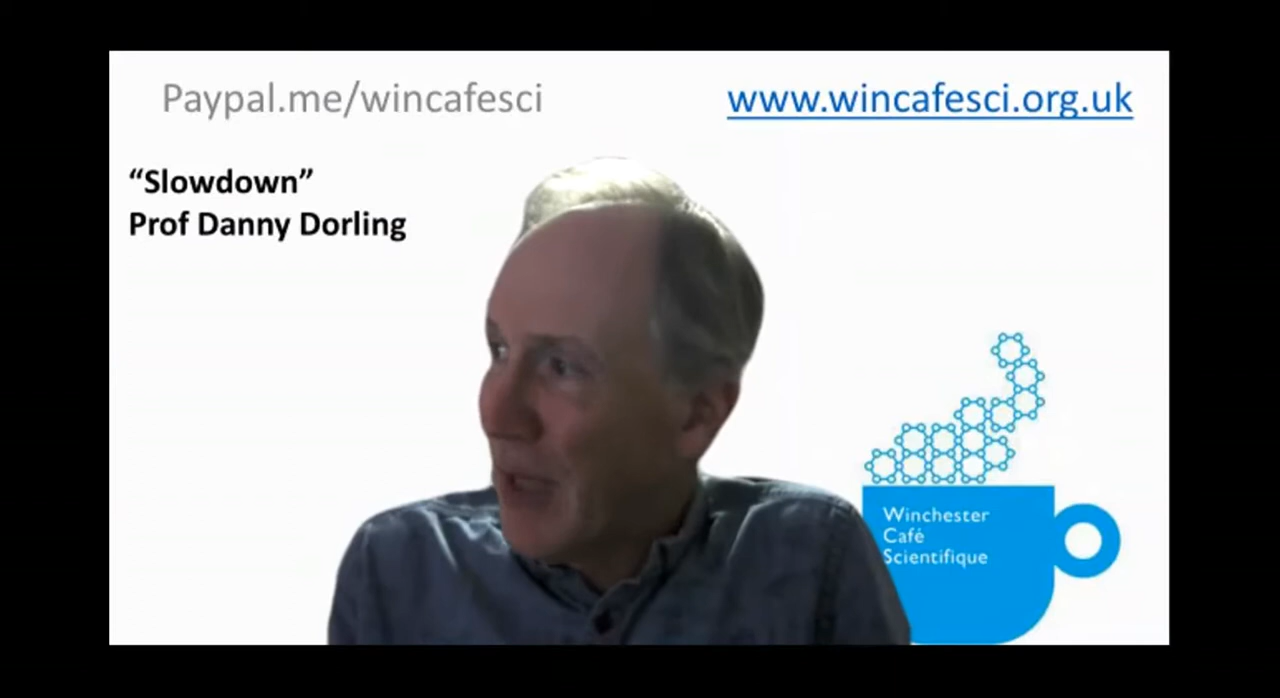 Paypal.me/wincafesci
www.wincafesci.org.uk
“Slowdown”
Prof Danny Dorling
Winchester
Café
Scientifique